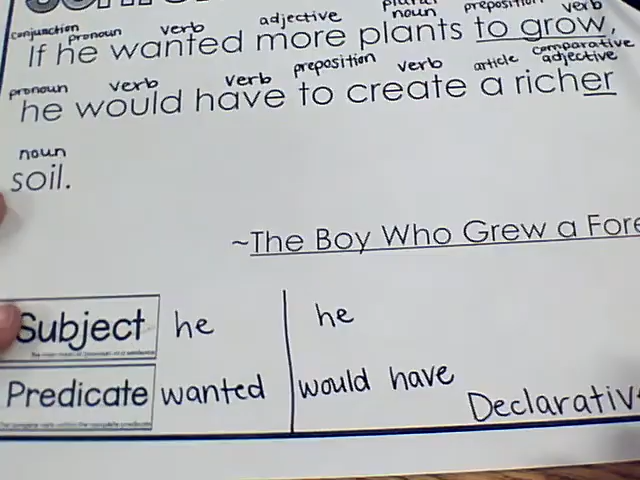 conjunction pronoun verb adjective plural noun preposition verb
If he wanted more plants to grow,
pronoun verb verb preposition verb article comparative adjective
he would have to create a richer
noun
soil.
~The Boy Who Grew a Fore
Subject he he
Predicate wanted would have
Declarativ